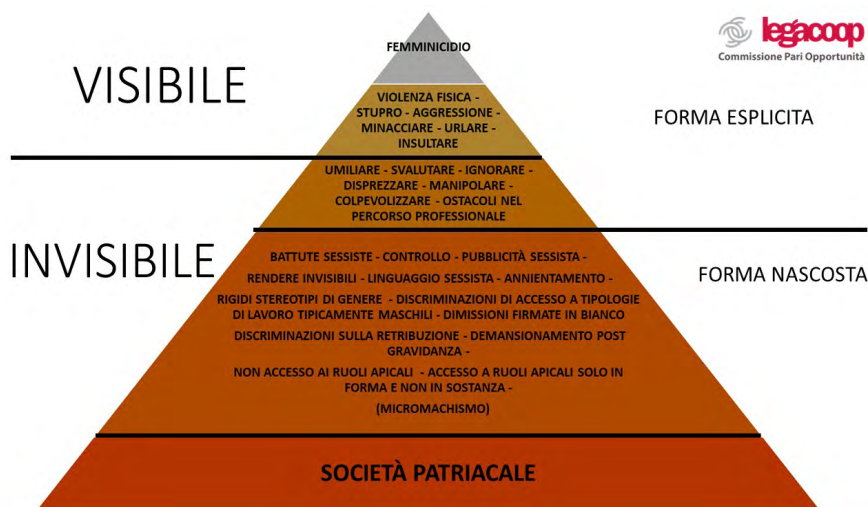 legacoop
Commissione Pari Opportunità
FEMMINICIDIO
VISIBILE
VIOLENZA FISICA -
STUPRO - AGGRESSIONE -
MINACCIARE - URLARE -
INSULTARE
FORMA ESPLICITA
UMILIARE - SVALUTARE - IGNORARE -
DISPREZZARE - MANIPOLARE -
COLPEVOLIZZARE - OSTACOLI NEL
PERCORSO PROFESSIONALE
INVISIBILE
FORMA NASCOSTA
BATTUTE SESSISTE - CONTROLLO - PUBBLICITÀ SESSISTA -
RENDERE INVISIBILI - LINGUAGGIO SESSISTA - ANNIENTAMENTO -
RIGIDI STEREOTIPI DI GENERE - DISCRIMINAZIONI DI ACCESSO A TIPOLOGIE
DI LAVORO TIPICAMENTE MASCHILI - DIMISSIONI FIRMATE IN BIANCO
DISCRIMINAZIONI SULLA RETRIBUZIONE - DEMANSIONAMENTO POST
GRAVIDANZA -
NON ACCESSO AI RUOLI APICALI - ACCESSO A RUOLI APICALI SOLO IN
FORMA E NON IN SOSTANZA -
(MICROMACHISMO)
SOCIETÀ PATRIACALE